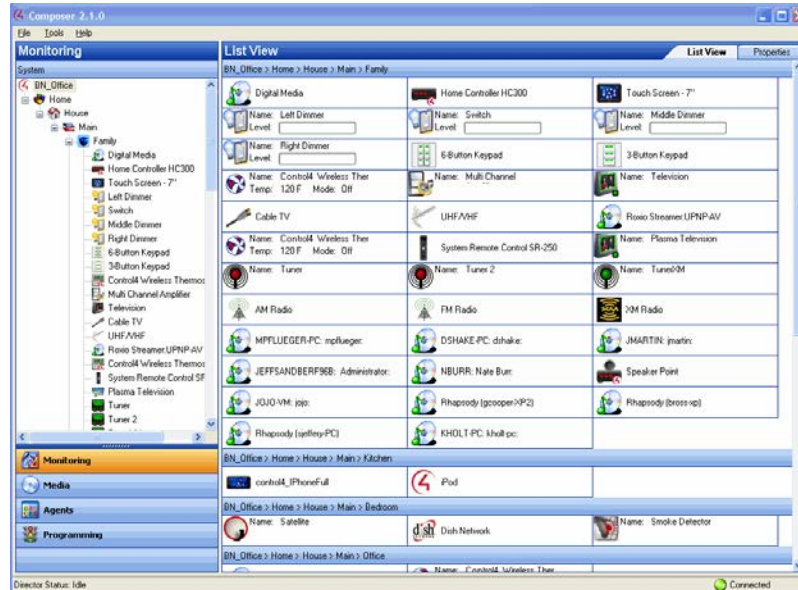 Composer 2.1.0
File Tools Help
Monitoring
System
BN_Office
Home
House
Main
Family
Digital Media
Home Controller HC300
Touch Screen - 7"
Left Dimmer
Switch
Middle Dimmer
Right Dimmer
6-Button Keypad
3-Button Keypad
Control4 Wireless Thermos
Multi Channel Amplifier
Television
Cable TV
UHF/VHF
Roxio Streamer:UPNP-AV
Control4 Wireless Thermos
System Remote Control SF
Plasma Television
Tuner
Tuner 2
Monitoring
Media
Agents
Programming
List View
List View Properties
BN_Office > Home > House > Main > Family
Digital Media Home Controller HC300 Touch Screen - 7"
Name: Left Dimmer Name: Switch Name: Middle Dimmer
Level: Level: Level:
Name: Right Dimmer 6-Button Keypad 3-Button Keypad
Level:
Name: Control4 Wireless Ther Name: Multi Channel Name: Television
Temp: 120 F Mode: Off
Cable TV UHF/VHF Roxio Streamer:UPNP-AV
Name: Control4 Wireless Ther System Remote Control SR-250 Name: Plasma Television
Temp: 120 F Mode: Off
Name: Tuner Name: Tuner 2 Name: TunerXM
AM Radio FM Radio XM Radio
MPFLUEGER-PC: mpflueger: DSHAKE-PC: dshake: JMARTIN: jmartin:
JEFFSANDBERF96B: Administrator: NBURR: Nate Burr: Speaker Point
JOJO-VM: jojo: Rhapsody (gcooper-XP2) Rhapsody (bross-xp)
Rhapsody (sjeffery-PC) KHOLT-PC: kholt-pc:
BN_Office > Home > House > Main > Kitchen
control4_IPhoneFull iPod
BN_Office > Home > House > Main > Bedroom
Name: Satellite dish Dish Network Name: Smoke Detector
BN_Office > Home > House > Main > Office
Name: Control4 Wireless Ther
Director Status: Idle Connected